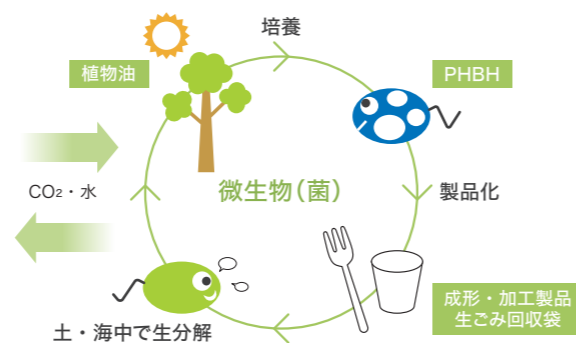 培養
植物油
PHBH
CO₂・水
微生物（菌）
製品化
成形・加工製品
生ごみ回収袋
土・海中で生分解